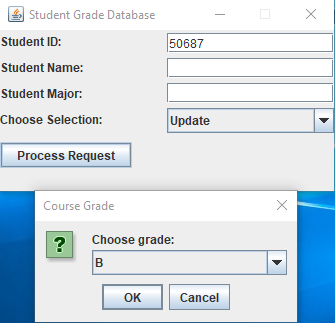 Student Grade Database
Student ID: 50687
Student Name:
Student Major:
Choose Selection: Update
Process Request
Course Grade
?
Choose grade:
B
OK Cancel